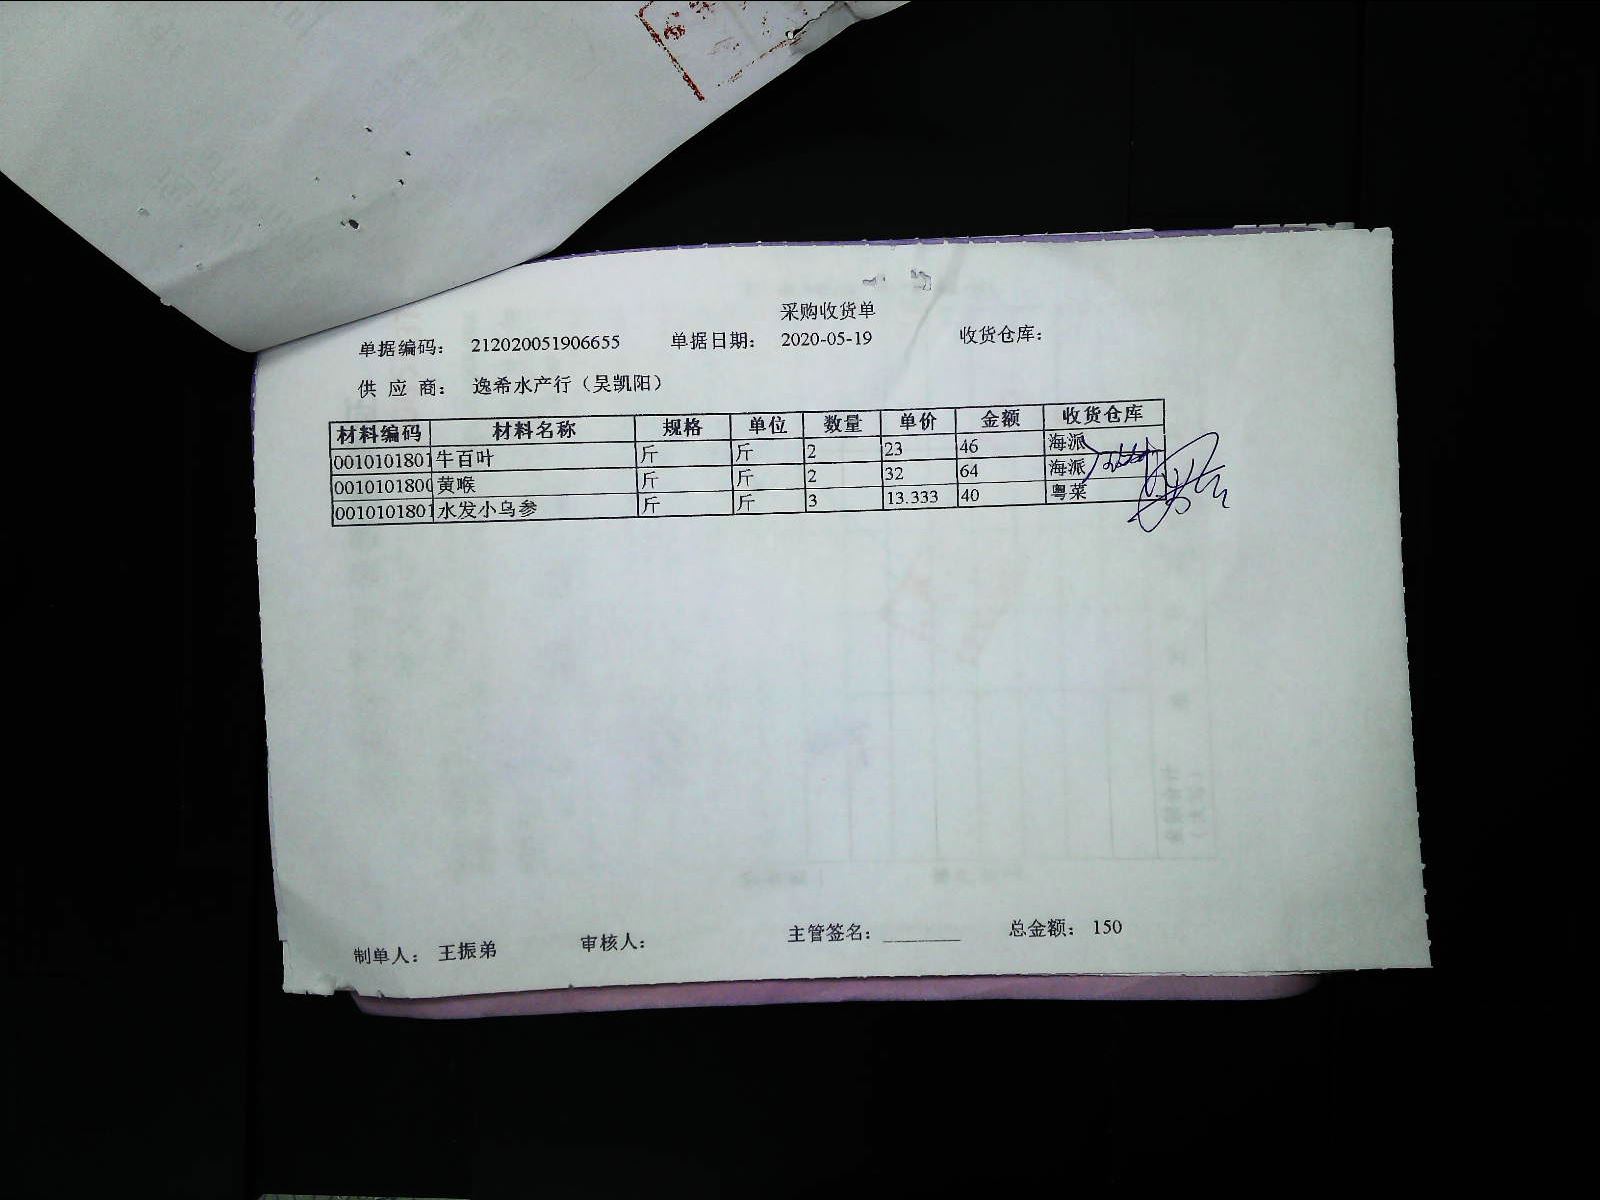 采购收货单
单据编码： 212020051906655 单据日期： 2020-05-19 收货仓库：
供 应 商： 逸希水产行（吴凯阳）
材料编码 材料名称 规格 单位 数量 单价 金额 收货仓库
0010101801 牛百叶 斤 斤 2 23 46 海派
0010101800 黄喉 斤 斤 2 32 64 海派
0010101801 水发小乌参 斤 斤 3 13.333 40 粤菜
制单人： 王振弟 审核人： 主管签名： 总金额： 150